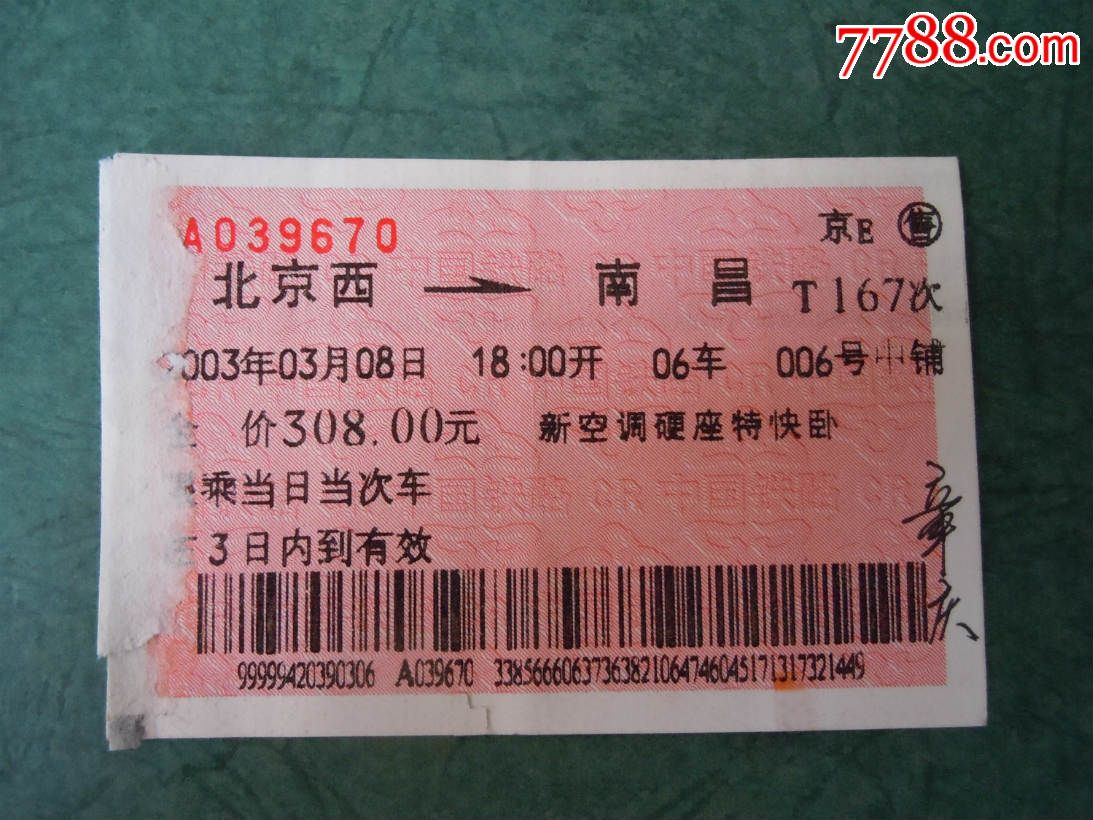 7788.com
A039670
京E 售
北京西 南昌 T167次
003年03月08日 18:00开 06车 006号中铺
全价308.00元 新空调硬座特快卧
乘当日当次车
3日内到有效
99999420390306 A039670 3385666063736382106474604517131732​1449